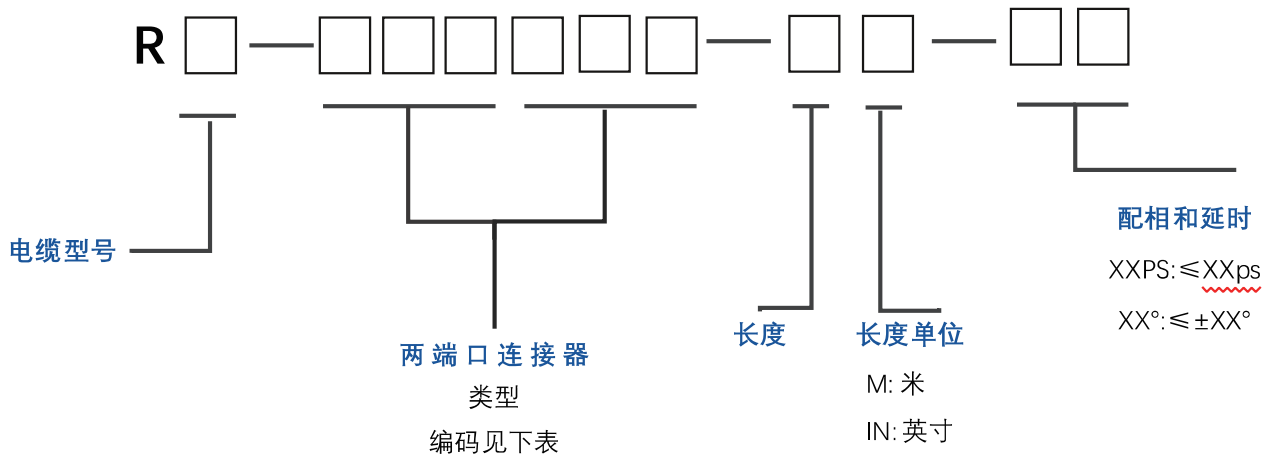 R
电缆型号
两端口连接器
类型
编码见下表
长度
长度单位
M: 米
IN: 英寸
配相和延时
XXPS:≤XXps
XX°:≤±XX°